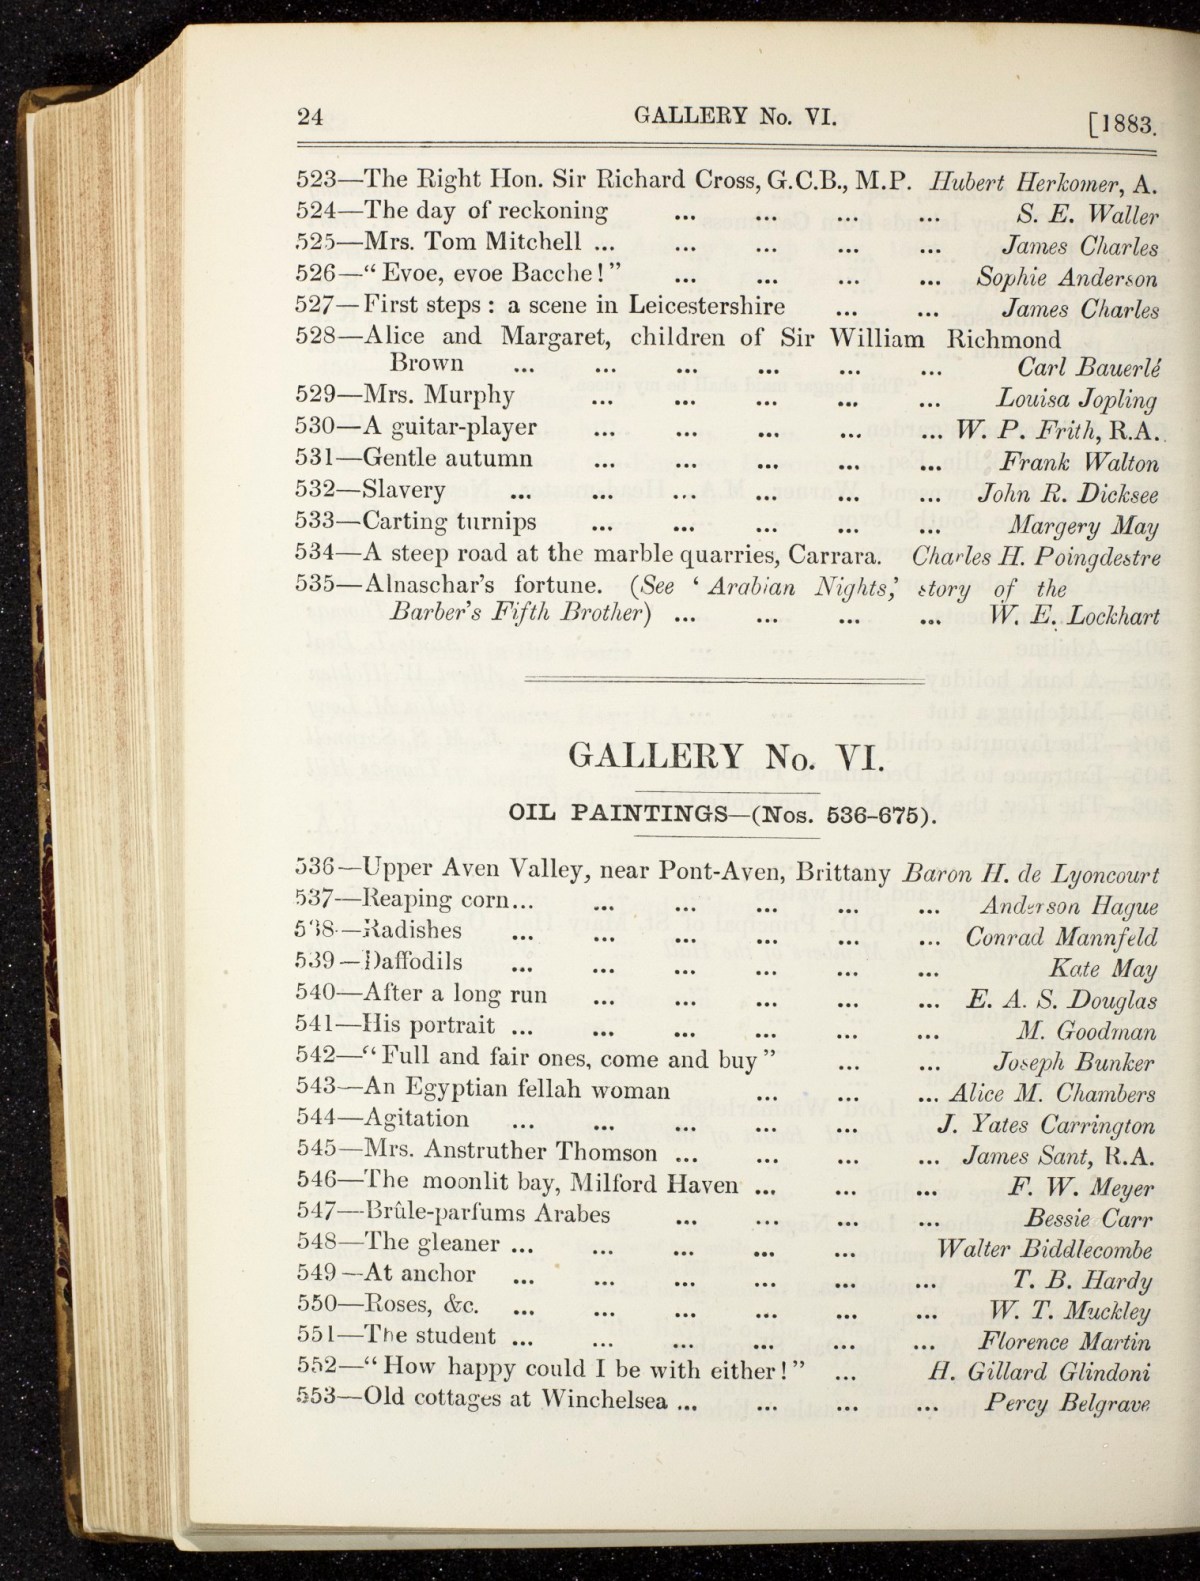 24 GALLERY No. VI. [1883.
523—The Right Hon. Sir Richard Cross, G.C.B., M.P. Hubert Herkomer, A.
524—The day of reckoning ... ... ... ... S. E. Waller
525—Mrs. Tom Mitchell ... ... ... ... ... James Charles
526—“Evoe, evoe Bacche!” ... ... ... ... Sophie Anderson
527—First steps: a scene in Leicestershire ... ... James Charles
528—Alice and Margaret, children of Sir William Richmond
Brown ... ... ... ... ... ... Carl Bauerlé
529—Mrs. Murphy ... ... ... ... ... Louisa Jopling
530—A guitar-player ... ... ... ... ... W. P. Frith, R.A.
531—Gentle autumn ... ... ... ... ... Frank Walton
532—Slavery ... ... ... ... ... ... John R. Dicksee
533—Carting turnips ... ... ... ... ... Margery May
534—A steep road at the marble quarries, Carrara. Charles H. Poingdestre
535—Alnaschar’s fortune. (See ‘Arabian Nights,’ story of the
Barber’s Fifth Brother) ... ... ... ... W. E. Lockhart
GALLERY No. VI.
OIL PAINTINGS—(Nos. 536–675).
536—Upper Aven Valley, near Pont-Aven, Brittany Baron H. de Lyoncourt
537—Reaping corn... ... ... ... ... ... Anderson Hague
538—Radishes ... ... ... ... ... ... Conrad Mannfeld
539—Daffodils ... ... ... ... ... ... Kate May
540—After a long run ... ... ... ... ... E. A. S. Douglas
541—His portrait ... ... ... ... ... ... M. Goodman
542—“Full and fair ones, come and buy” ... ... Joseph Bunker
543—An Egyptian fellah woman ... ... ... Alice M. Chambers
544—Agitation ... ... ... ... ... J. Yates Carrington
545—Mrs. Anstruther Thomson ... ... ... ... James Sant, R.A.
546—The moonlit bay, Milford Haven ... ... ... F. W. Meyer
547—Brûle-parfums Arabes ... ... ... ... Bessie Carr
548—The gleaner ... ... ... ... ... Walter Biddlecombe
549—At anchor ... ... ... ... ... ... T. B. Hardy
550—Roses, &c. ... ... ... ... ... ... W. T. Muckley
551—The student ... ... ... ... ... ... Florence Martin
552—“How happy could I be with either!” ... H. Gillard Glindoni
553—Old cottages at Winchelsea ... ... ... ... Percy Belgrave